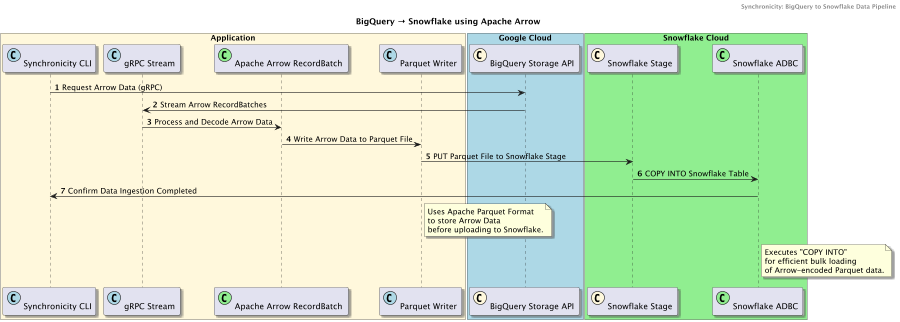 Synchronicity: BigQuery to Snowflake Data Pipeline
BigQuery → Snowflake using Apache Arrow
Application
Google Cloud
Snowflake Cloud
C Synchronicity CLI
C gRPC Stream
C Apache Arrow RecordBatch
C Parquet Writer
C BigQuery Storage API
C Snowflake Stage
C Snowflake ADBC
1 Request Arrow Data (gRPC)
2 Stream Arrow RecordBatches
3 Process and Decode Arrow Data
4 Write Arrow Data to Parquet File
5 PUT Parquet File to Snowflake Stage
6 COPY INTO Snowflake Table
7 Confirm Data Ingestion Completed
Uses Apache Parquet Format
to store Arrow Data
before uploading to Snowflake.
Executes "COPY INTO"
for efficient bulk loading
of Arrow-encoded Parquet data.
C Synchronicity CLI
C gRPC Stream
C Apache Arrow RecordBatch
C Parquet Writer
C BigQuery Storage API
C Snowflake Stage
C Snowflake ADBC